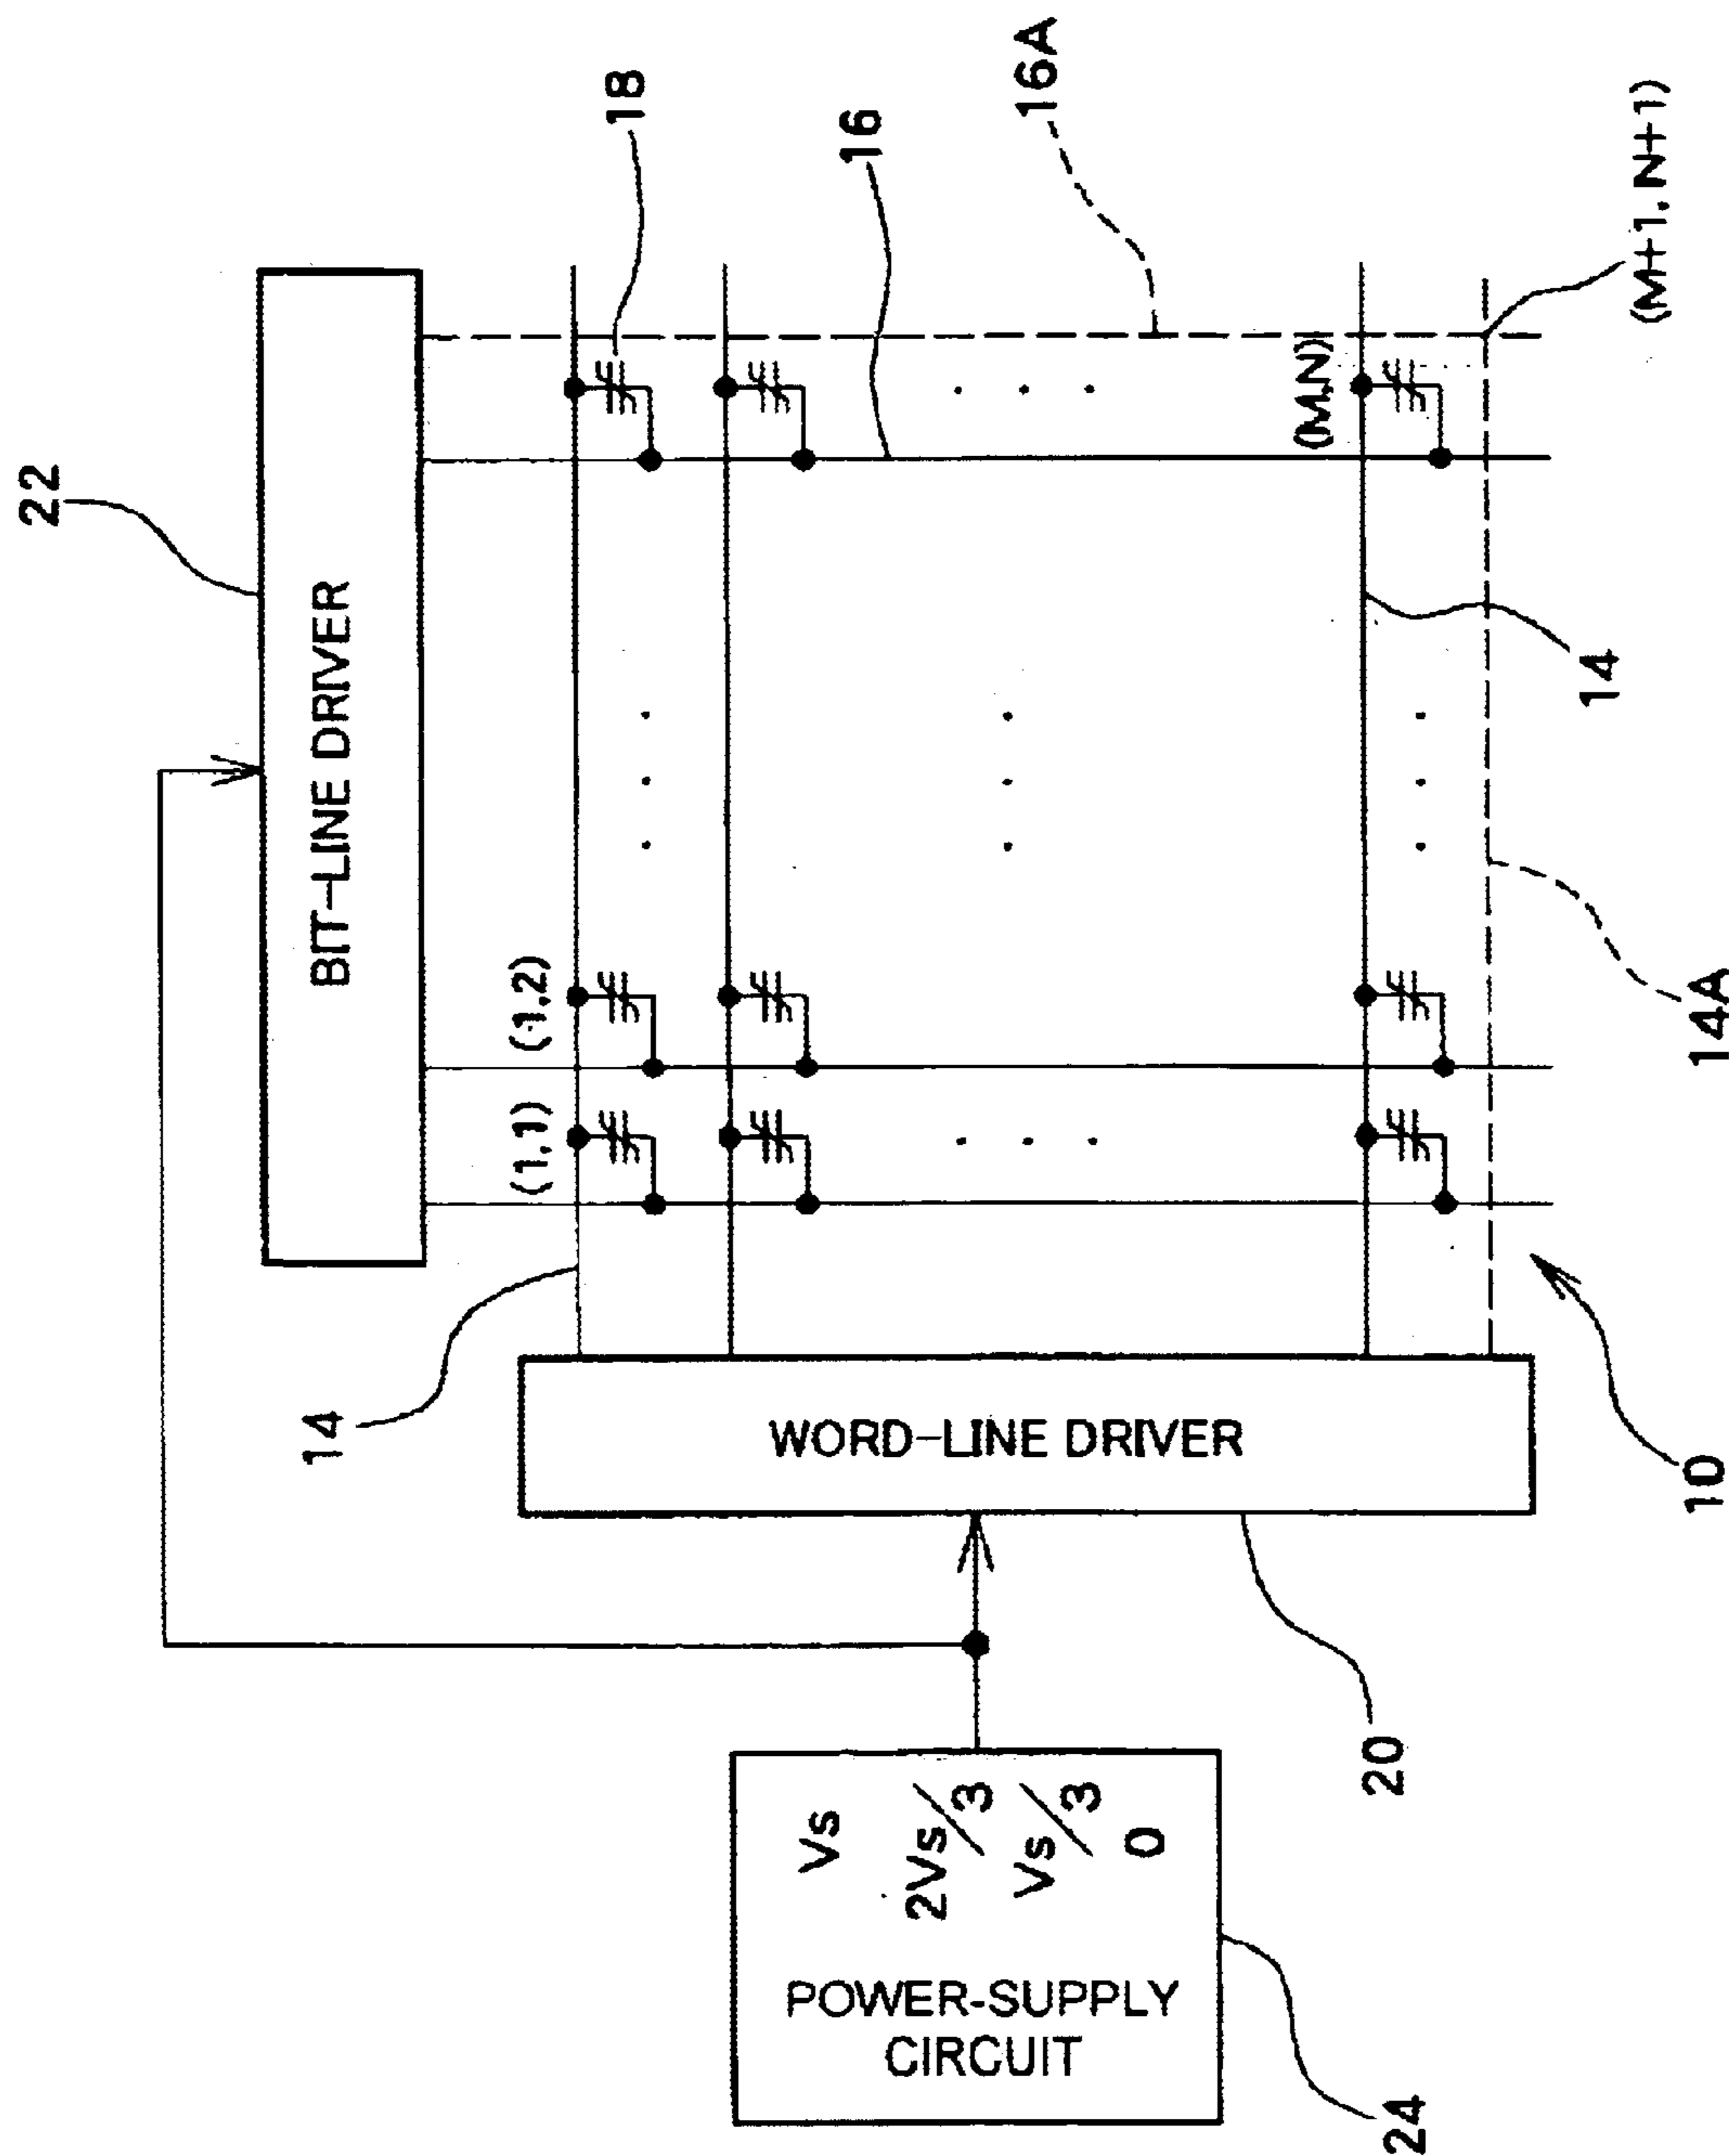 22
BIT-LINE DRIVER
18
16
16A
(1,1)
(1,2)
14
(M,N)
(M+1,N+1)
WORD-LINE DRIVER
14
14A
10
20
Vs
2Vs/3
Vs/3
0
POWER-SUPPLY
CIRCUIT
24